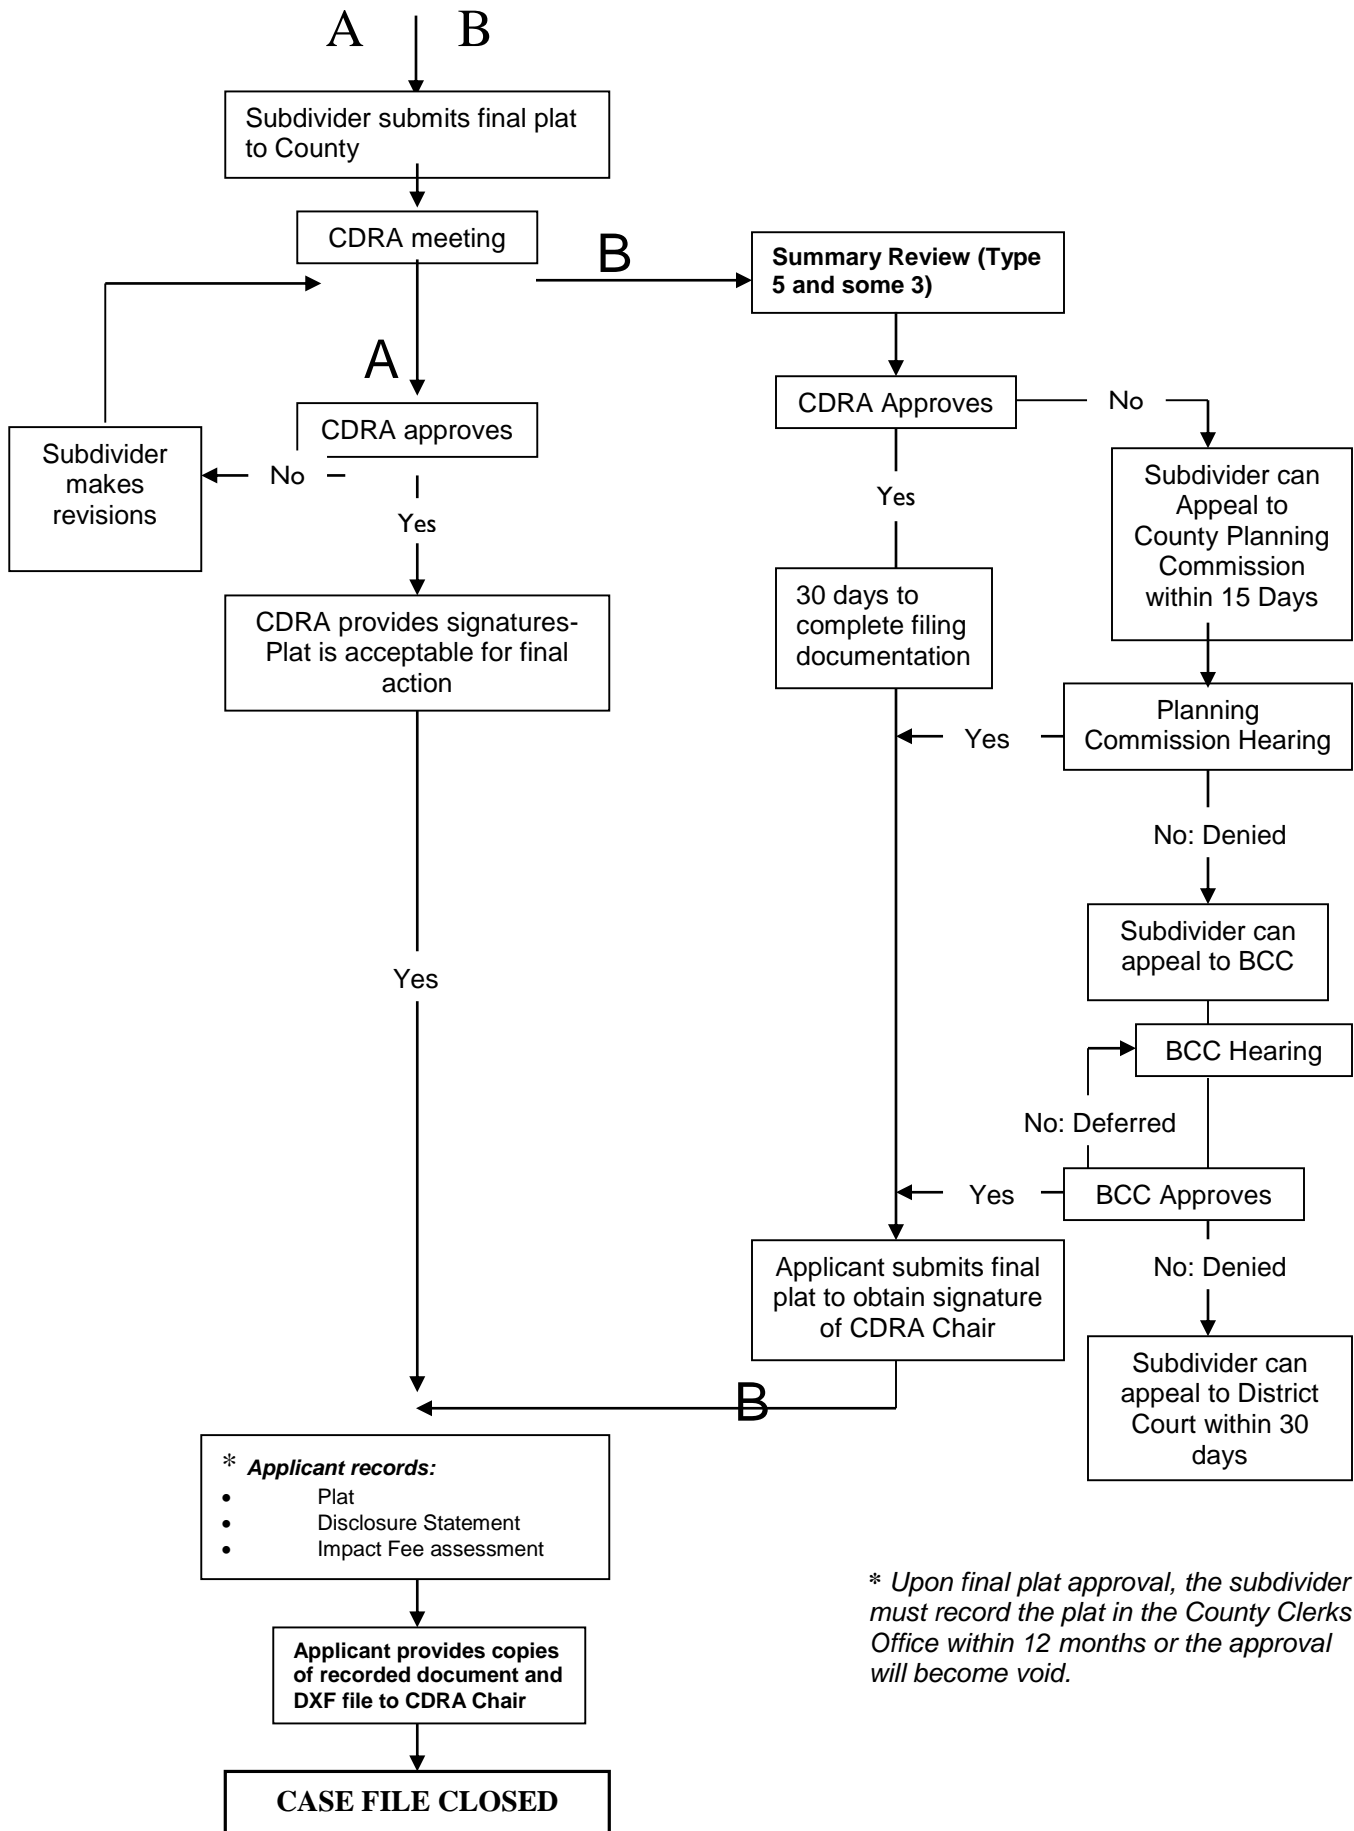 A B
Subdivider submits final plat
to County
CDRA meeting
B
Summary Review (Type
5 and some 3)
A
CDRA approves
No
Subdivider
makes
revisions
Yes
CDRA provides signatures-
Plat is acceptable for final
action
Yes
CDRA Approves
No
Yes
Subdivider can
Appeal to
County Planning
Commission
within 15 Days
30 days to
complete filing
documentation
Planning
Commission Hearing
Yes
No: Denied
Subdivider can
appeal to BCC
BCC Hearing
No: Deferred
BCC Approves
Yes
No: Denied
Applicant submits final
plat to obtain signature
of CDRA Chair
Subdivider can
appeal to District
Court within 30
days
B
* Applicant records:
• Plat
• Disclosure Statement
• Impact Fee assessment
* Upon final plat approval, the subdivider
must record the plat in the County Clerks
Office within 12 months or the approval
will become void.
Applicant provides copies
of recorded document and
DXF file to CDRA Chair
CASE FILE CLOSED